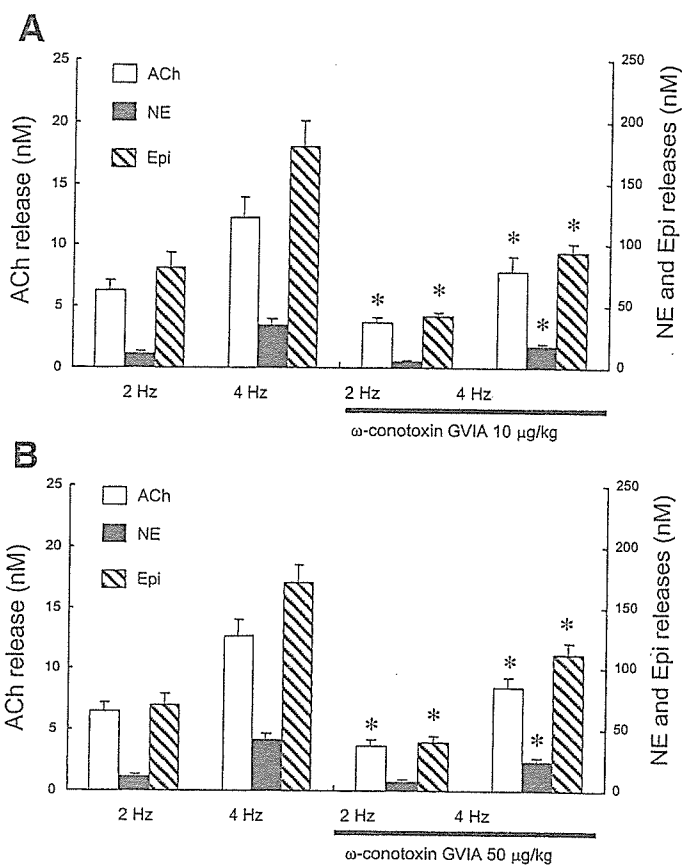 A
25
20
15
10
5
0
ACh release (nM)
ACh
NE
Epi
250
200
150
100
50
0
NE and Epi releases (nM)
* * * * *
2 Hz 4 Hz 2 Hz 4 Hz
ω-conotoxin GVIA 10 μg/kg
B
25
20
15
10
5
0
ACh release (nM)
ACh
NE
Epi
250
200
150
100
50
0
NE and Epi releases (nM)
* * * * *
2 Hz 4 Hz 2 Hz 4 Hz
ω-conotoxin GVIA 50 μg/kg